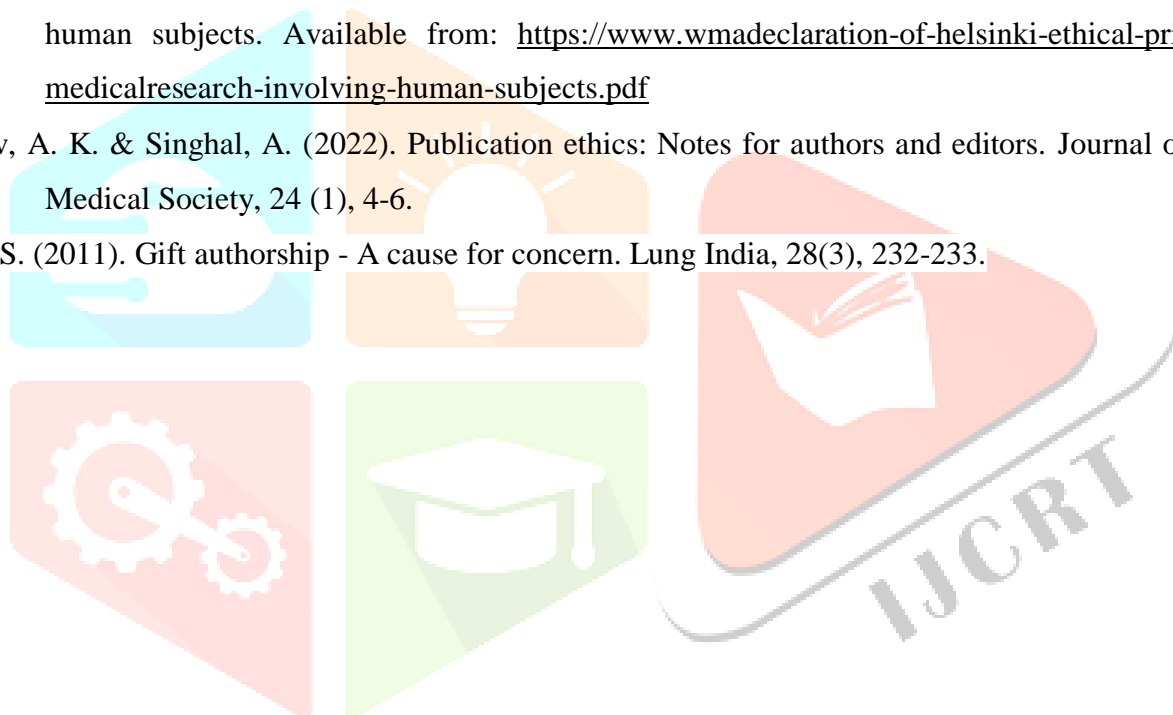 human subjects. Available from: https://www.wmadeclaration-of-helsinki-ethical-pri
medicalresearch-involving-human-subjects.pdf
, A. K. & Singhal, A. (2022). Publication ethics: Notes for authors and editors. Journal o
Medical Society, 24 (1), 4-6.
S. (2011). Gift authorship - A cause for concern. Lung India, 28(3), 232-233.
IJCRT